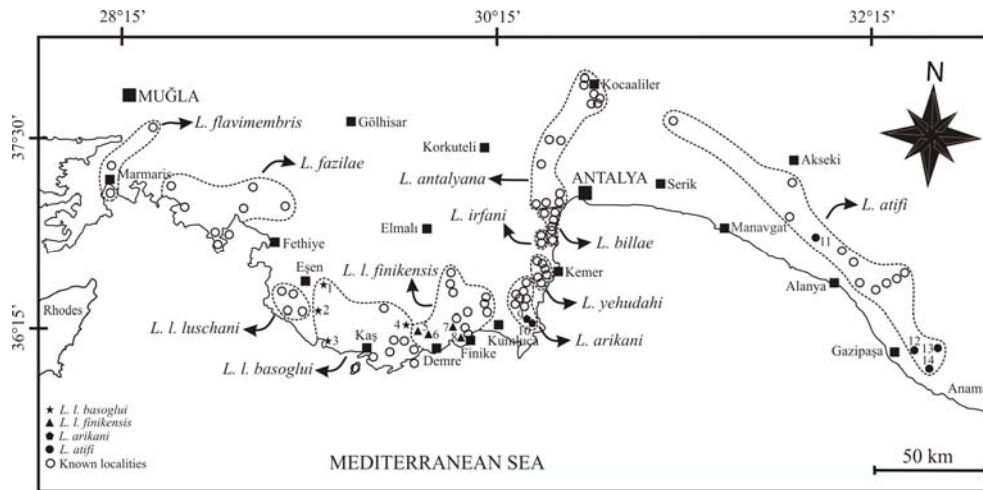 28°15'
30°15'
32°15'
N
MUĞLA
L. flavimembris
Gölhisar
Kocaaliler
37°30'
Korkuteli
Akseki
Marmaris
L. fazilae
L. antalyana
ANTALYA
Serik
L. atifi
L. irfani
Elmalı
L. billae
Manavgat
11
Fethiye
L. l. finikensis
Kemer
Eşen
1
Alanya
L. yehudahi
Rhodes
2
36°15'
L. l. luschani
4
5
6
7
8
9
10
Kumluca
L. arikani
3
Kaş
Demre
Finike
Gazipaşa
12
13
14
L. l. basoglui
Anamu
L. l. basoglui
L. l. finikensis
L. arikani
L. atifi
Known localities
MEDITERRANEAN SEA
50 km